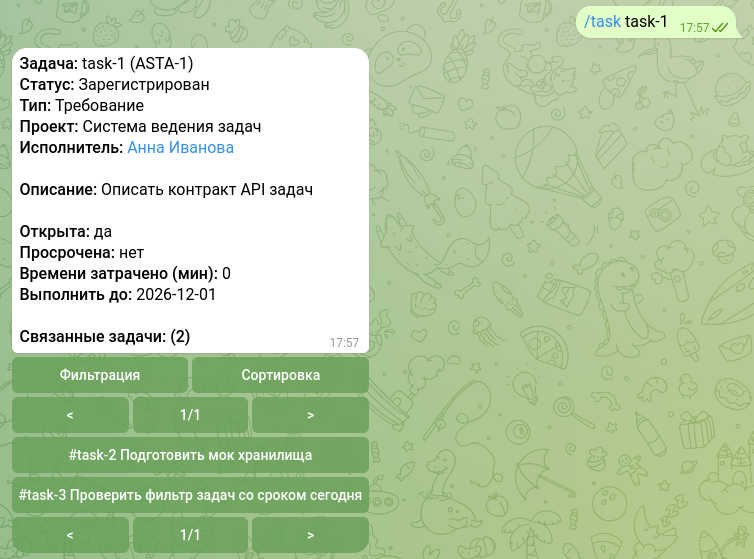 /task task-1
17:57
Задача: task-1 (ASTA-1)
Статус: Зарегистрирован
Тип: Требование
Проект: Система ведения задач
Исполнитель: Анна Иванова
Описание: Описать контракт API задач
Открыта: да
Просрочена: нет
Времени затрачено (мин): 0
Выполнить до: 2026-12-01
Связанные задачи: (2)
17:57
Фильтрация Сортировка
< 1/1 >
#task-2 Подготовить мок хранилища
#task-3 Проверить фильтр задач со сроком сегодня
< 1/1 >